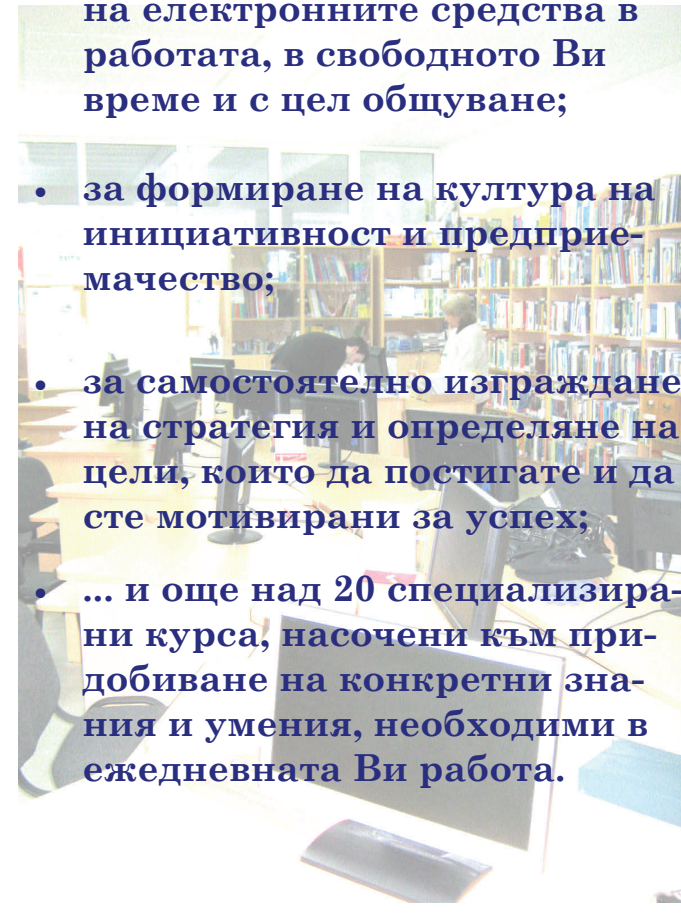 на електронните средства в
работата, в свободното Ви
време и с цел общуване;
• за формиране на култура на
инициативност и предприе-
мачество;
• за самостоятелно изграждане
на стратегия и определяне на
цели, които да постигате и да
сте мотивирани за успех;
• ... и още над 20 специализира-
ни курса, насочени към при-
добиване на конкретни зна-
ния и умения, необходими в
ежедневната Ви работа.